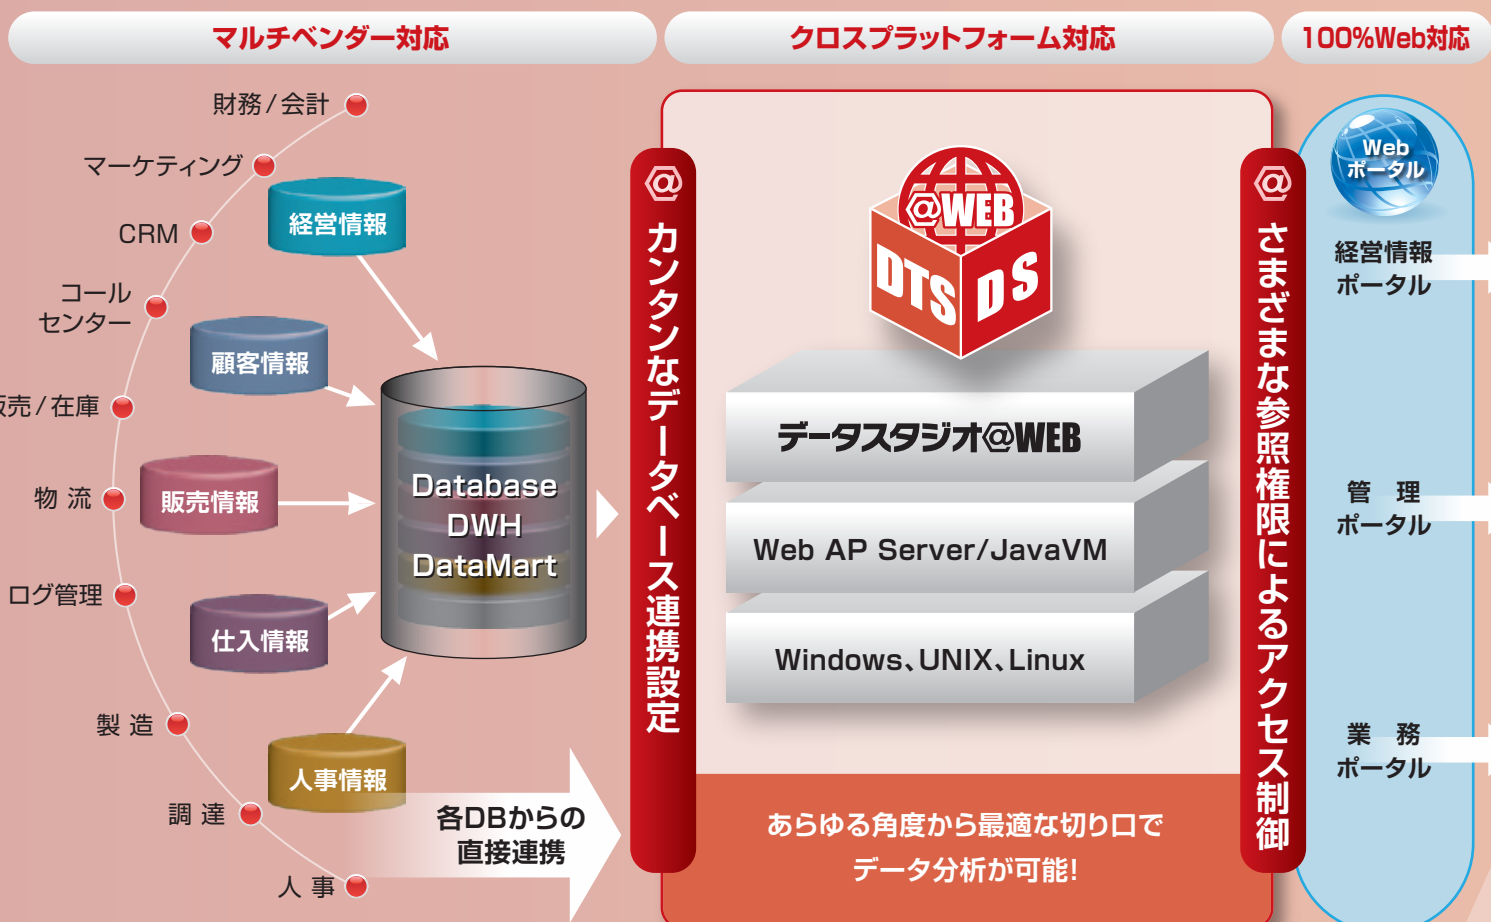 マルチベンダー対応
クロスプラットフォーム対応
100%Web対応
財務/会計
マーケティング
CRM
コール
センター
売/在庫
物 流
ログ管理
製 造
調 達
人 事
経営情報
顧客情報
販売情報
仕入情報
人事情報
Database
DWH
DataMart
各DBからの
直接連携
@ カンタンなデータベース連携設定
@WEB
DTS
DS
データスタジオ@WEB
Web AP Server/JavaVM
Windows、UNIX、Linux
あらゆる角度から最適な切り口で
データ分析が可能!
@ さまざまな参照権限によるアクセス制御
Web
ポータル
経営情報
ポータル
管 理
ポータル
業 務
ポータル